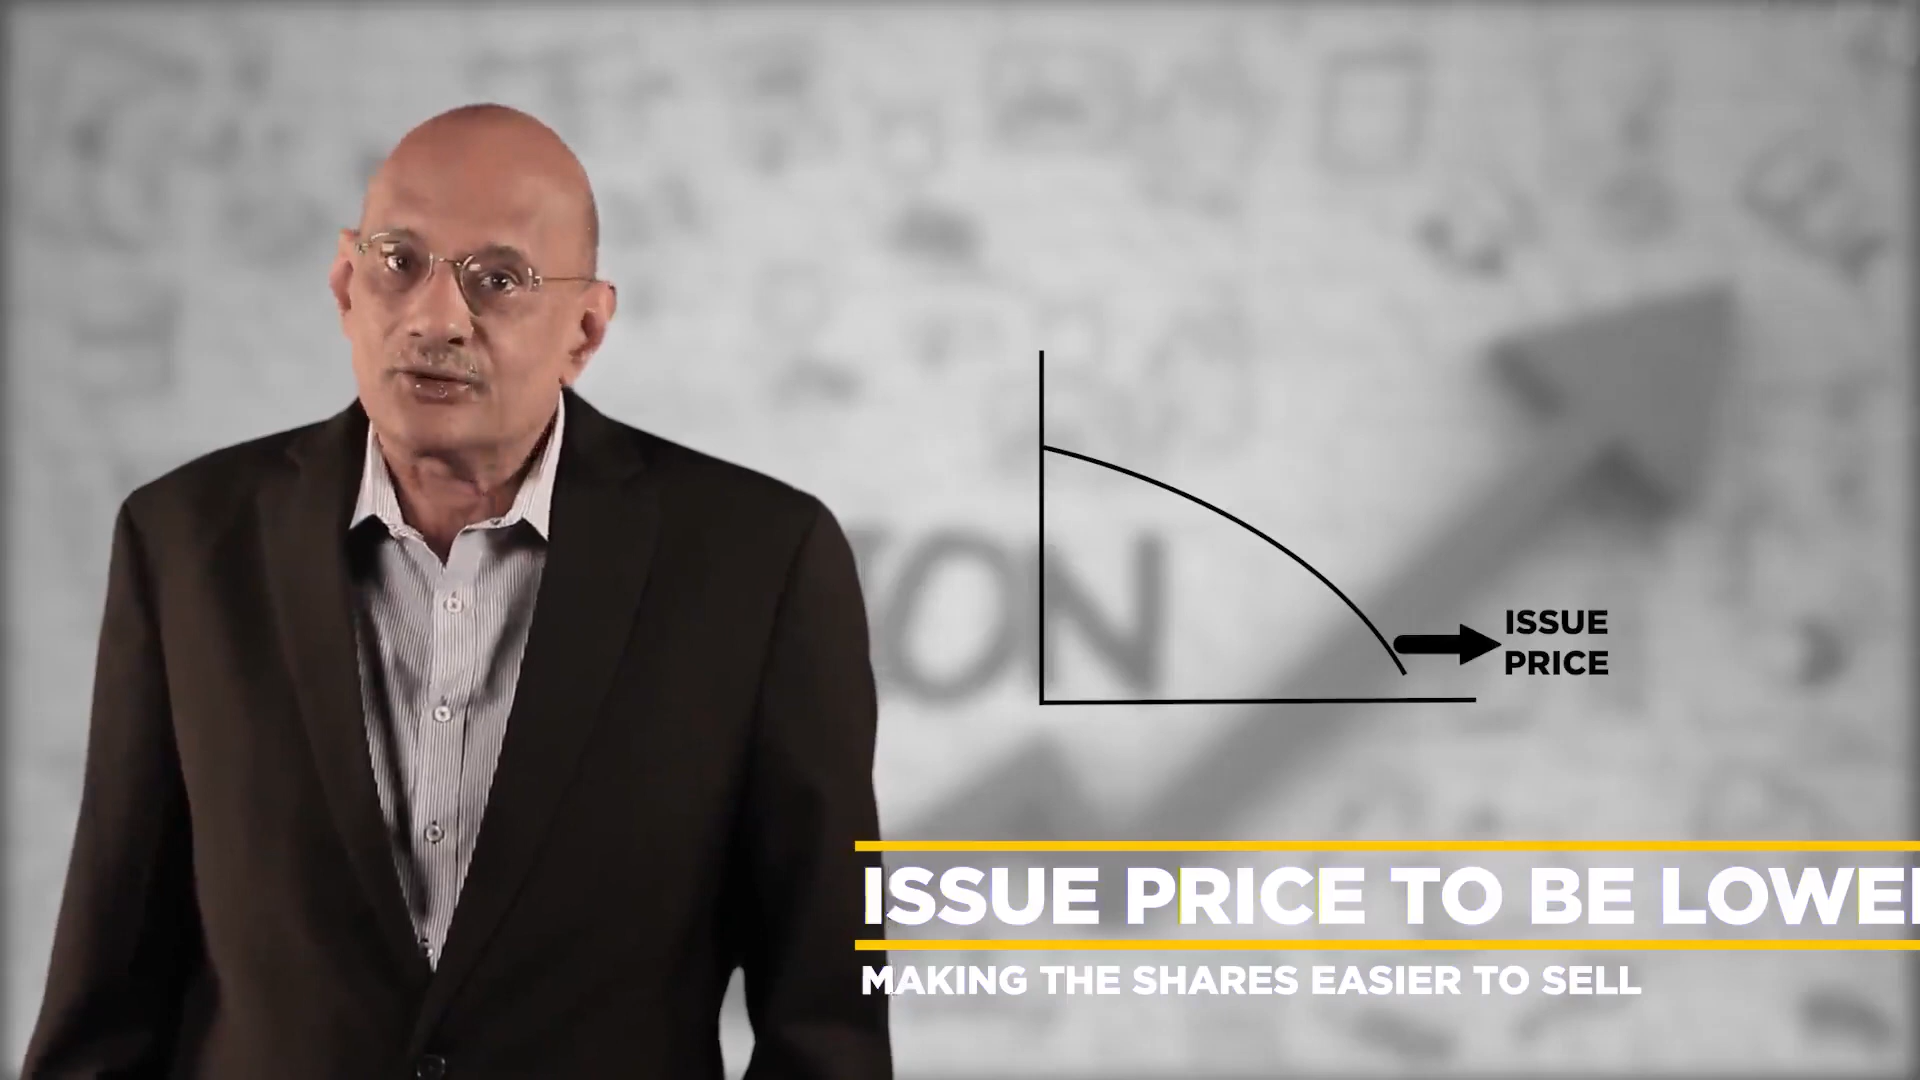 ISSUE
PRICE
ISSUE PRICE TO BE LOWE
MAKING THE SHARES EASIER TO SELL